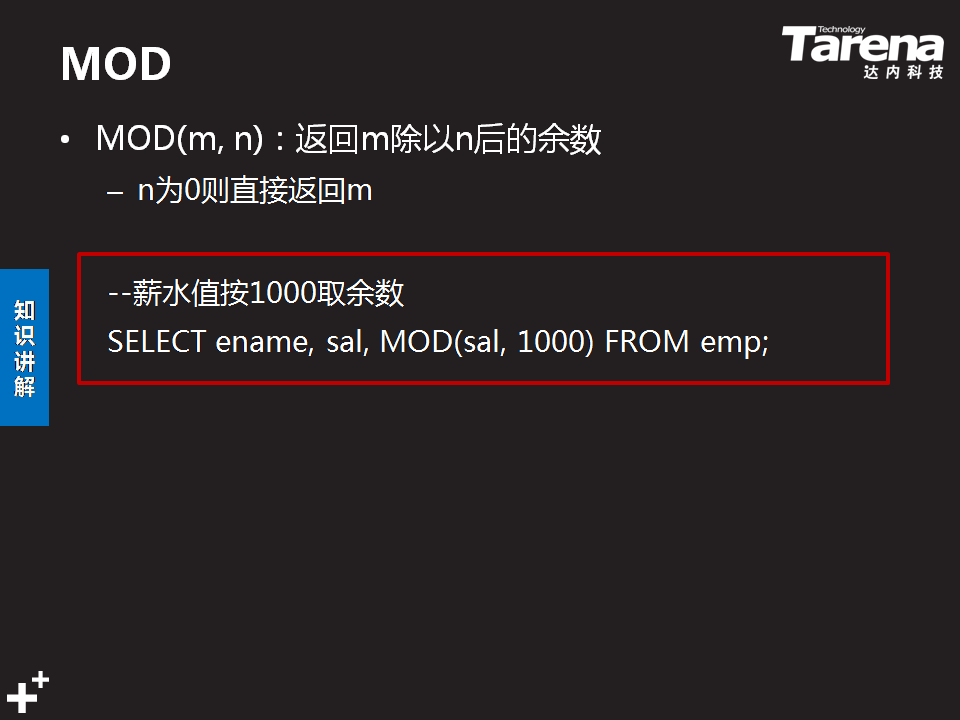 Technology
Tarena
达内科技
MOD
• MOD(m, n)：返回m除以n后的余数
– n为0则直接返回m
--薪水值按1000取余数
SELECT ename, sal, MOD(sal, 1000) FROM emp;
知识讲解